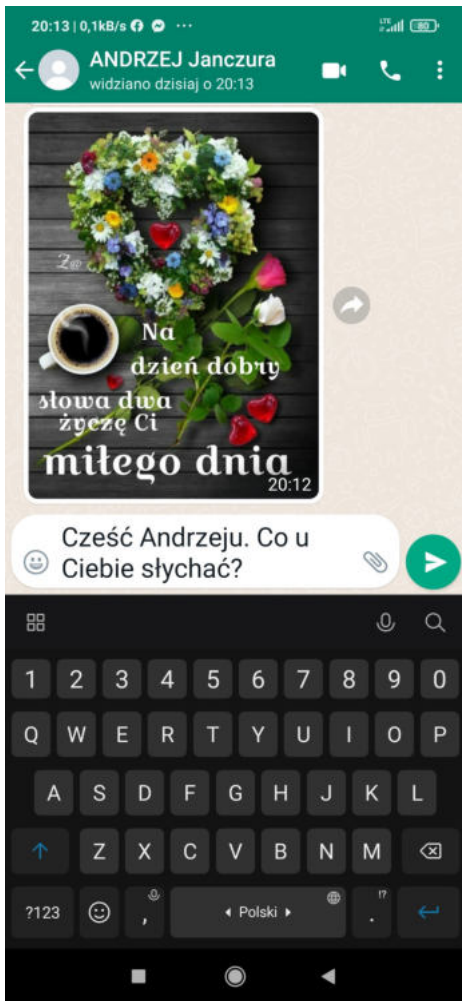 20:13 | 0,1kB/s ...
LTE
80
ANDRZEJ Janczura
widziano dzisiaj o 20:13
Na
dzień dobry
słowa dwa
życzę Ci
miłego dnia
20:12
Cześć Andrzeju. Co u
Ciebie słychać?
1 2 3 4 5 6 7 8 9 0
Q W E R T Y U I O P
A S D F G H J K L
Z X C V B N M
!?
?123 , Polski .